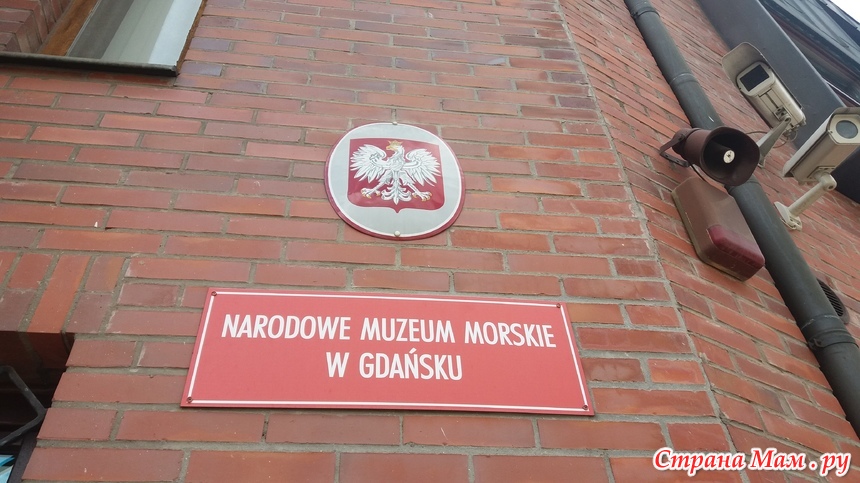 NARODOWE MUZEUM MORSKIE
W GDAŃSKU
Страна Мам.ру